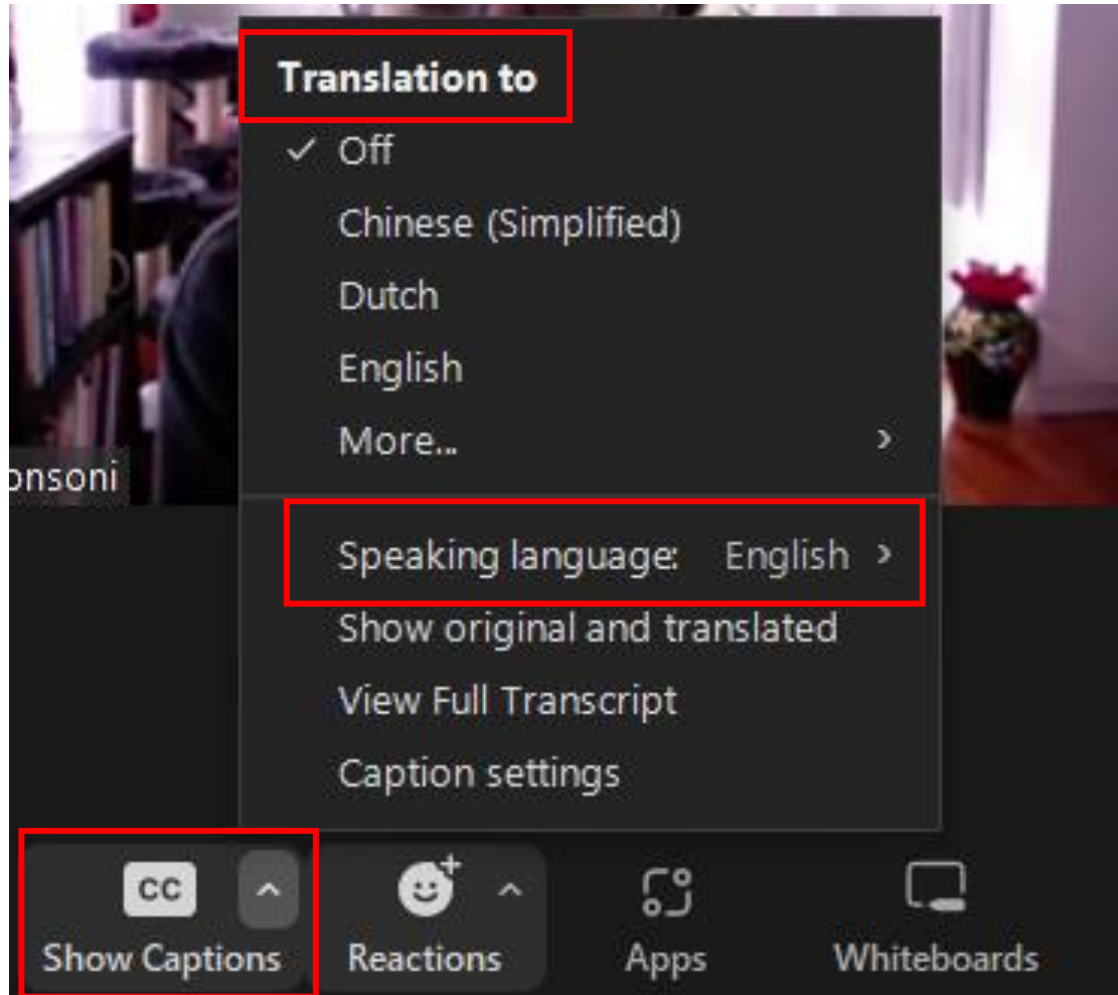 Translation to
Off
Chinese (Simplified)
Dutch
English
More...
onsoni
Speaking language: English
Show original and translated
View Full Transcript
Caption settings
CC
Show Captions
Reactions
Apps
Whiteboards